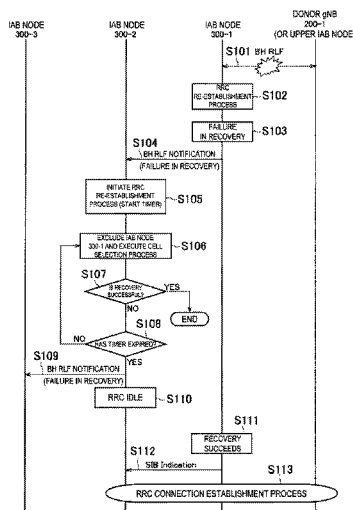 IAB NODE
300-3
IAB NODE
300-2
IAB NODE
300-1
DONOR gNB
200-1
(OR UPPER IAB NODE
S101
BH RLF
RRC
RE-ESTABLISHMENT
PROCESS
S102
FAILURE
IN RECOVERY
S103
S104
BH RLF NOTIFICATION
(FAILURE IN RECOVERY)
INITIATE RRC
RE-ESTABLISHMENT
PROCESS (START TIMER)
S105
EXCLUDE IAB NODE
300-1 AND EXECUTE CELL
SELECTION PROCESS
S106
S107
IS RECOVERY
SUCCESSFUL?
YES
NO
END
S108
HAS TIMER EXPIRED?
NO
YES
S109
BH RLF NOTIFICATION
(FAILURE IN RECOVERY)
RRC IDLE
S110
S111
RECOVERY
SUCCEEDS
S112
SIB Indication
S113
RRC CONNECTION ESTABLISHMENT PROCESS